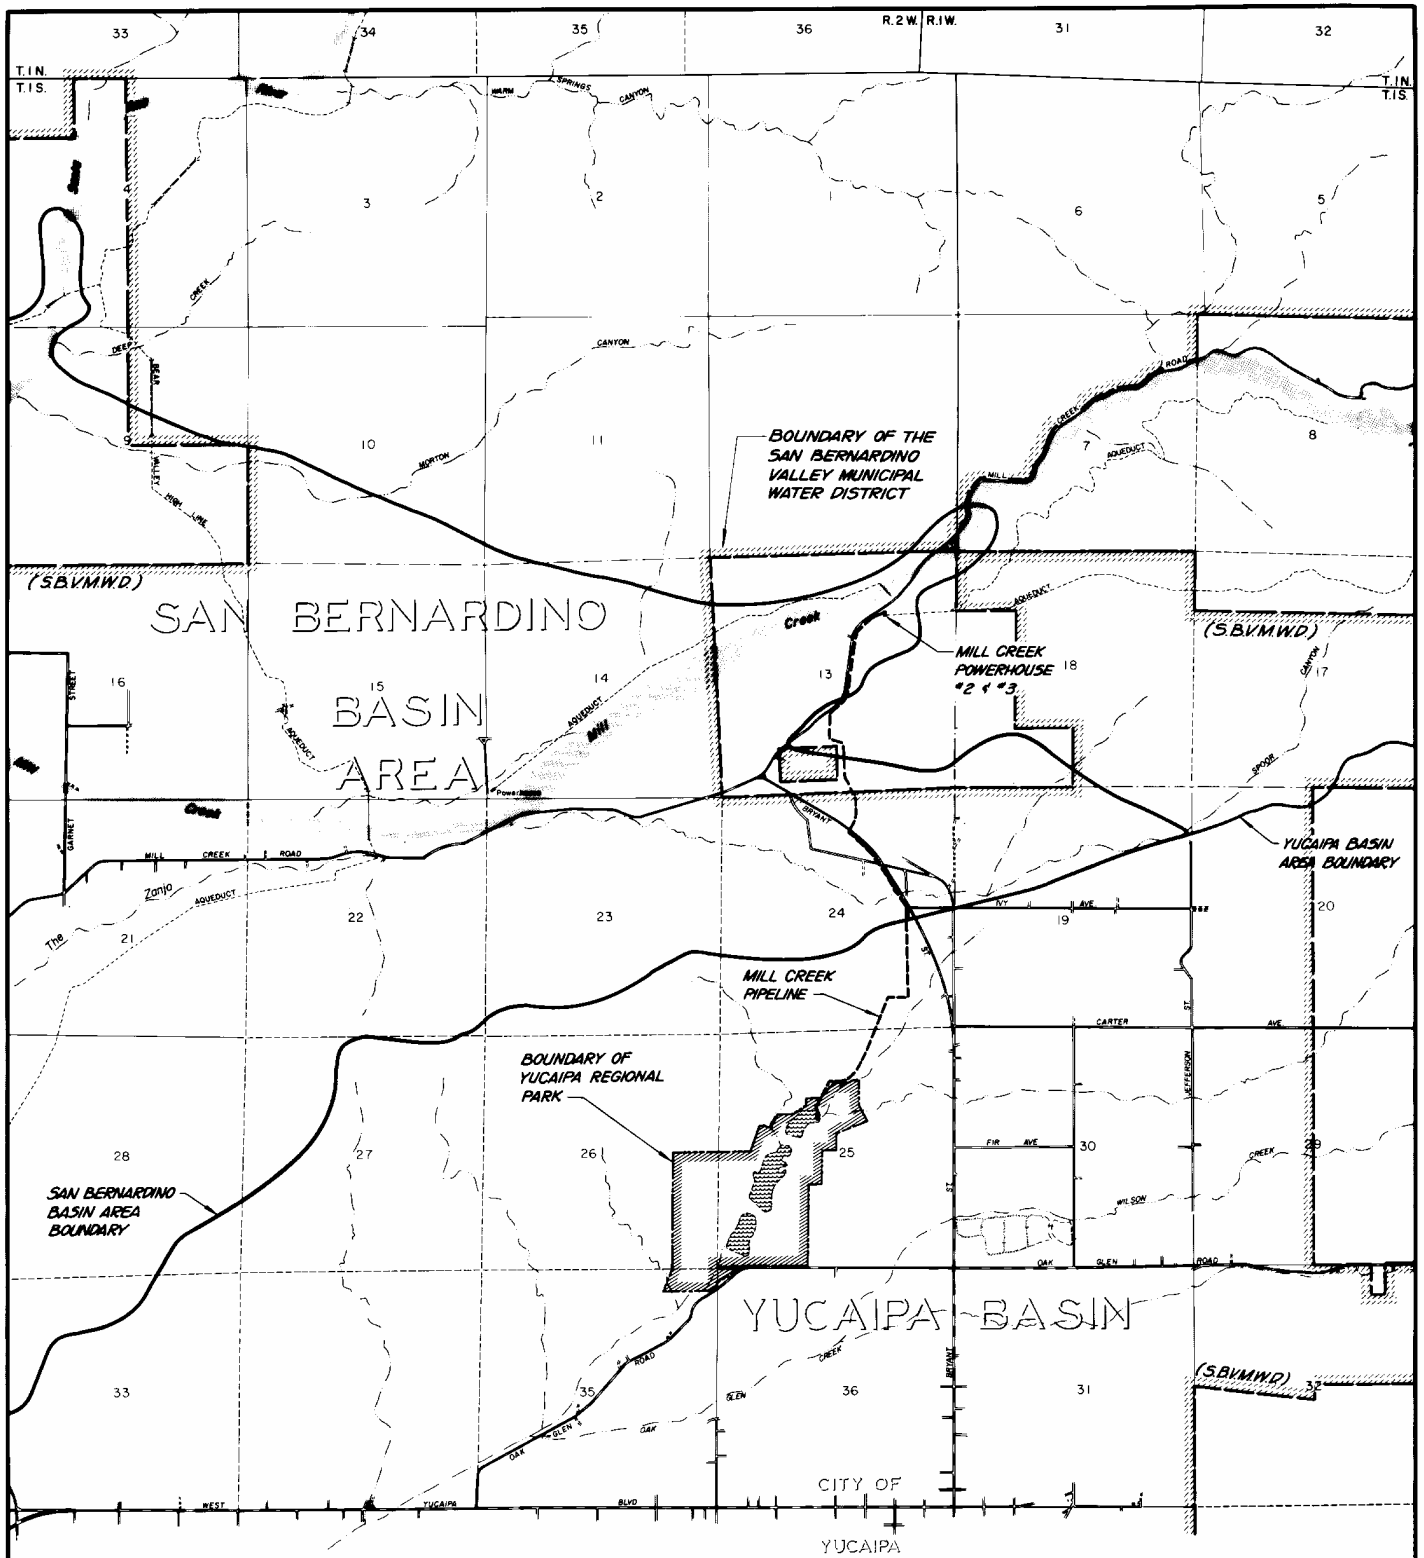 33
34
35
36
R.2W. R.1W.
31
32
T.1N.
T.1S.
T.1N.
T.1S.
River
WARM SPRINGS CANYON
Santa
4
3
2
6
5
CREEK
DEEP
BEAR
VALLEY
HIGH LINE
CANYON
MORTON
ROAD
CREEK
MILL
9
10
11
7
8
AQUEDUCT
BOUNDARY OF THE
SAN BERNARDINO
VALLEY MUNICIPAL
WATER DISTRICT
(S.B.V.M.W.D.)
SAN BERNARDINO
BASIN
AREA
Creek
AQUEDUCT
(S.B.V.M.W.D.)
MILL CREEK
POWERHOUSE
#2 & #3
STREET
16
15
14
13
18
17
CANYON
SPOOR
AQUEDUCT
AQUEDUCT
Mill
Mill
Creek
GARNET
BRYANT
YUCAIPA BASIN
AREA BOUNDARY
MILL CREEK ROAD
Zanja
AQUEDUCT
The
21
22
23
24
IVY AVE.
19
20
ST.
MILL CREEK
PIPELINE
CARTER AVE.
ST.
JEFFERSON
BOUNDARY OF
YUCAIPA REGIONAL
PARK
28
27
26
25
FIR AVE
30
29
CREEK
WILSON
ST.
SAN BERNARDINO
BASIN AREA
BOUNDARY
OAK GLEN ROAD
YUCAIPA BASIN
CREEK
ROAD
BRYANT
(S.B.V.M.W.D.)
33
35
36
31
32
GLEN
OAK
GLEN
OAK
CITY OF
WEST YUCAIPA BLVD
YUCAIPA